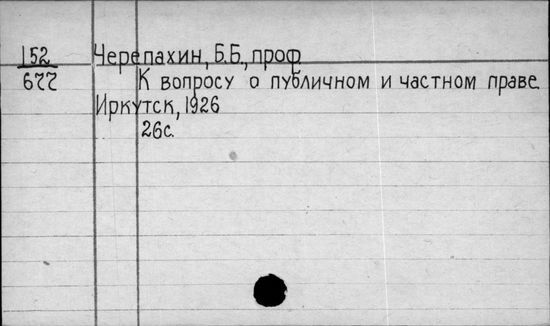 152 Черепахин, Б.Б., проф.
677 К вопросу о публичном и частном праве.
Иркутск, 1926
26с.